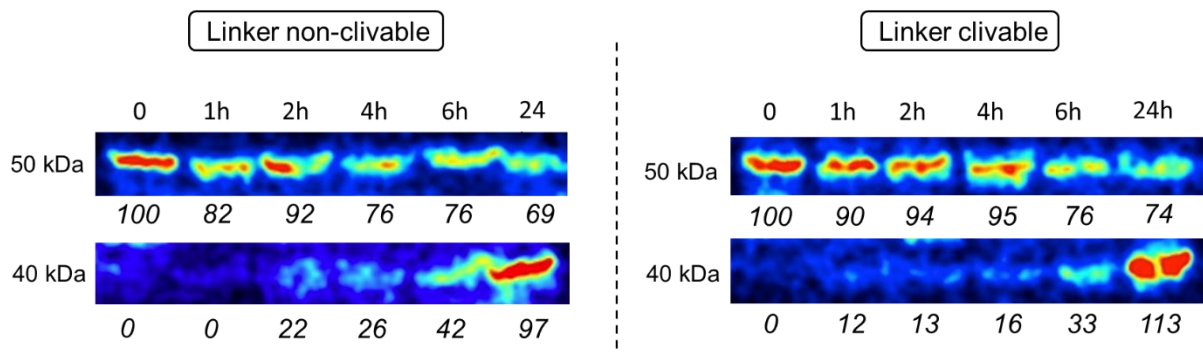 Linker non-clivable
0 1h 2h 4h 6h 24
50 kDa
100 82 92 76 76 69
40 kDa
0 0 22 26 42 97
Linker clivable
0 1h 2h 4h 6h 24h
50 kDa
100 90 94 95 76 74
40 kDa
0 12 13 16 33 113